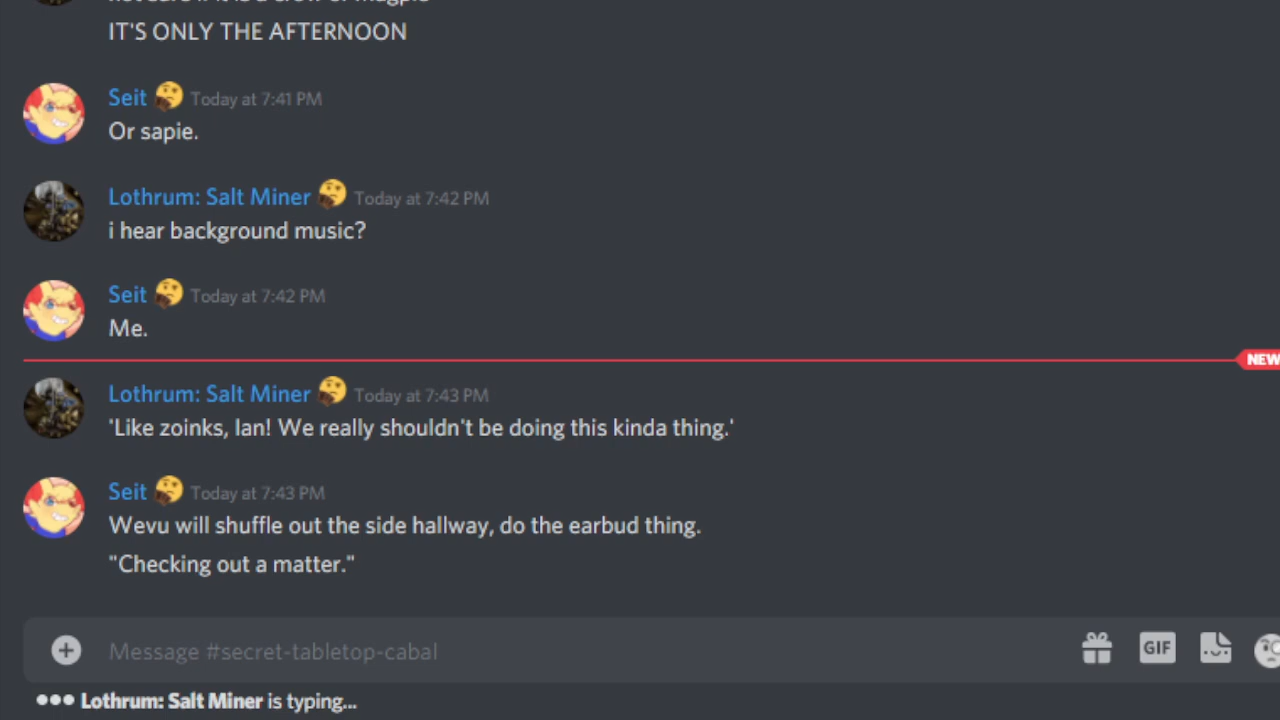 IT'S ONLY THE AFTERNOON
Seit Today at 7:41 PM
Or sapie.
Lothrum: Salt Miner Today at 7:42 PM
i hear background music?
Seit Today at 7:42 PM
Me.
NEW
Lothrum: Salt Miner Today at 7:43 PM
'Like zoinks, Ian! We really shouldn't be doing this kinda thing.'
Seit Today at 7:43 PM
Wevu will shuffle out the side hallway, do the earbud thing.
"Checking out a matter."
Message #secret-tabletop-cabal
GIF
Lothrum: Salt Miner is typing...